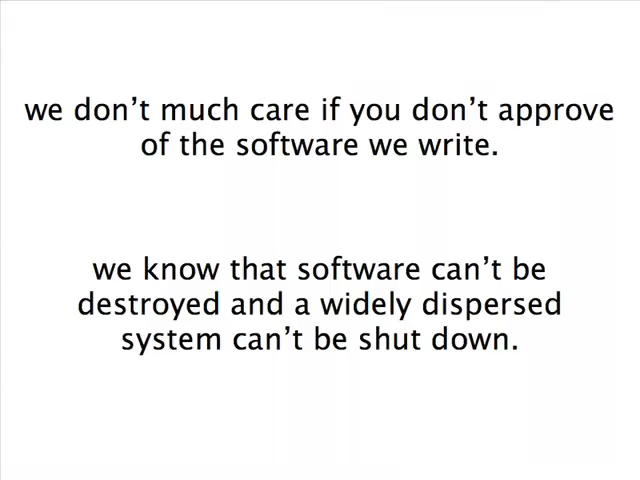 we don’t much care if you don’t approve
of the software we write.
we know that software can’t be
destroyed and a widely dispersed
system can’t be shut down.